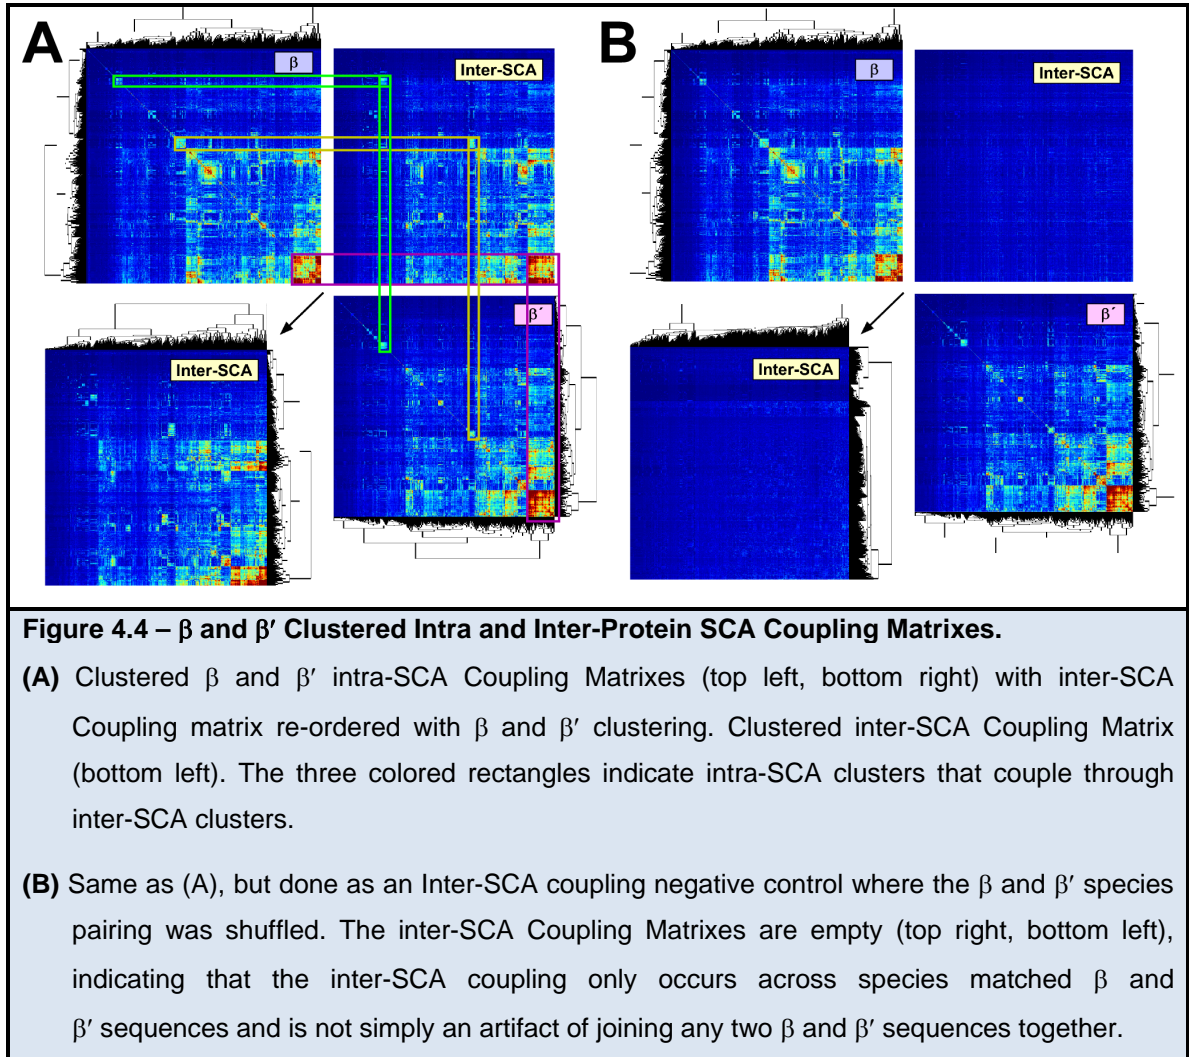 A
B
β
Inter-SCA
β
Inter-SCA
β´
Inter-SCA
β´
Inter-SCA
Figure 4.4 – β and β′ Clustered Intra and Inter-Protein SCA Coupling Matrixes.
(A) Clustered β and β′ intra-SCA Coupling Matrixes (top left, bottom right) with inter-SCA
Coupling matrix re-ordered with β and β′ clustering. Clustered inter-SCA Coupling Matrix
(bottom left). The three colored rectangles indicate intra-SCA clusters that couple through
inter-SCA clusters.
(B) Same as (A), but done as an Inter-SCA coupling negative control where the β and β′ species
pairing was shuffled. The inter-SCA Coupling Matrixes are empty (top right, bottom left),
indicating that the inter-SCA coupling only occurs across species matched β and
β′ sequences and is not simply an artifact of joining any two β and β′ sequences together.